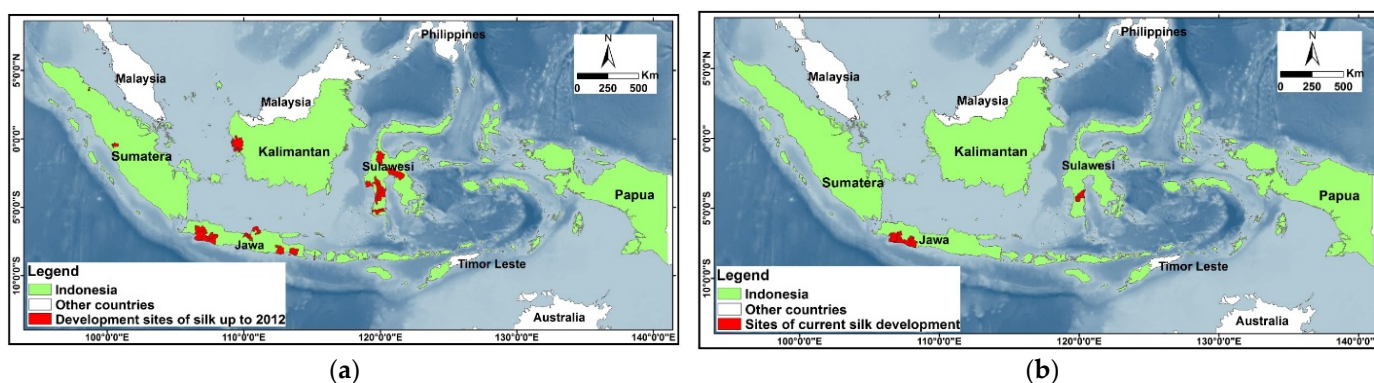 Philippines
N
0 250 500
Km
Malaysia
Malaysia
Sumatera
Kalimantan
Sulawesi
Papua
Jawa
Timor Leste
Australia
Legend
Indonesia
Other countries
Development sites of silk up to 2012
5°0'0"N
0°0'0"
5°0'0"S
10°0'0"S
100°0'0"E 110°0'0"E 120°0'0"E 130°0'0"E 140°0'0"E
(a)
Philippines
N
0 250 500
Km
Malaysia
Malaysia
Sumatera
Kalimantan
Sulawesi
Papua
Jawa
Timor Leste
Australia
Legend
Indonesia
Other countries
Sites of current silk development
5°0'0"N
0°0'0"
5°0'0"S
10°0'0"S
100°0'0"E 110°0'0"E 120°0'0"E 130°0'0"E 140°0'0"E
(b)